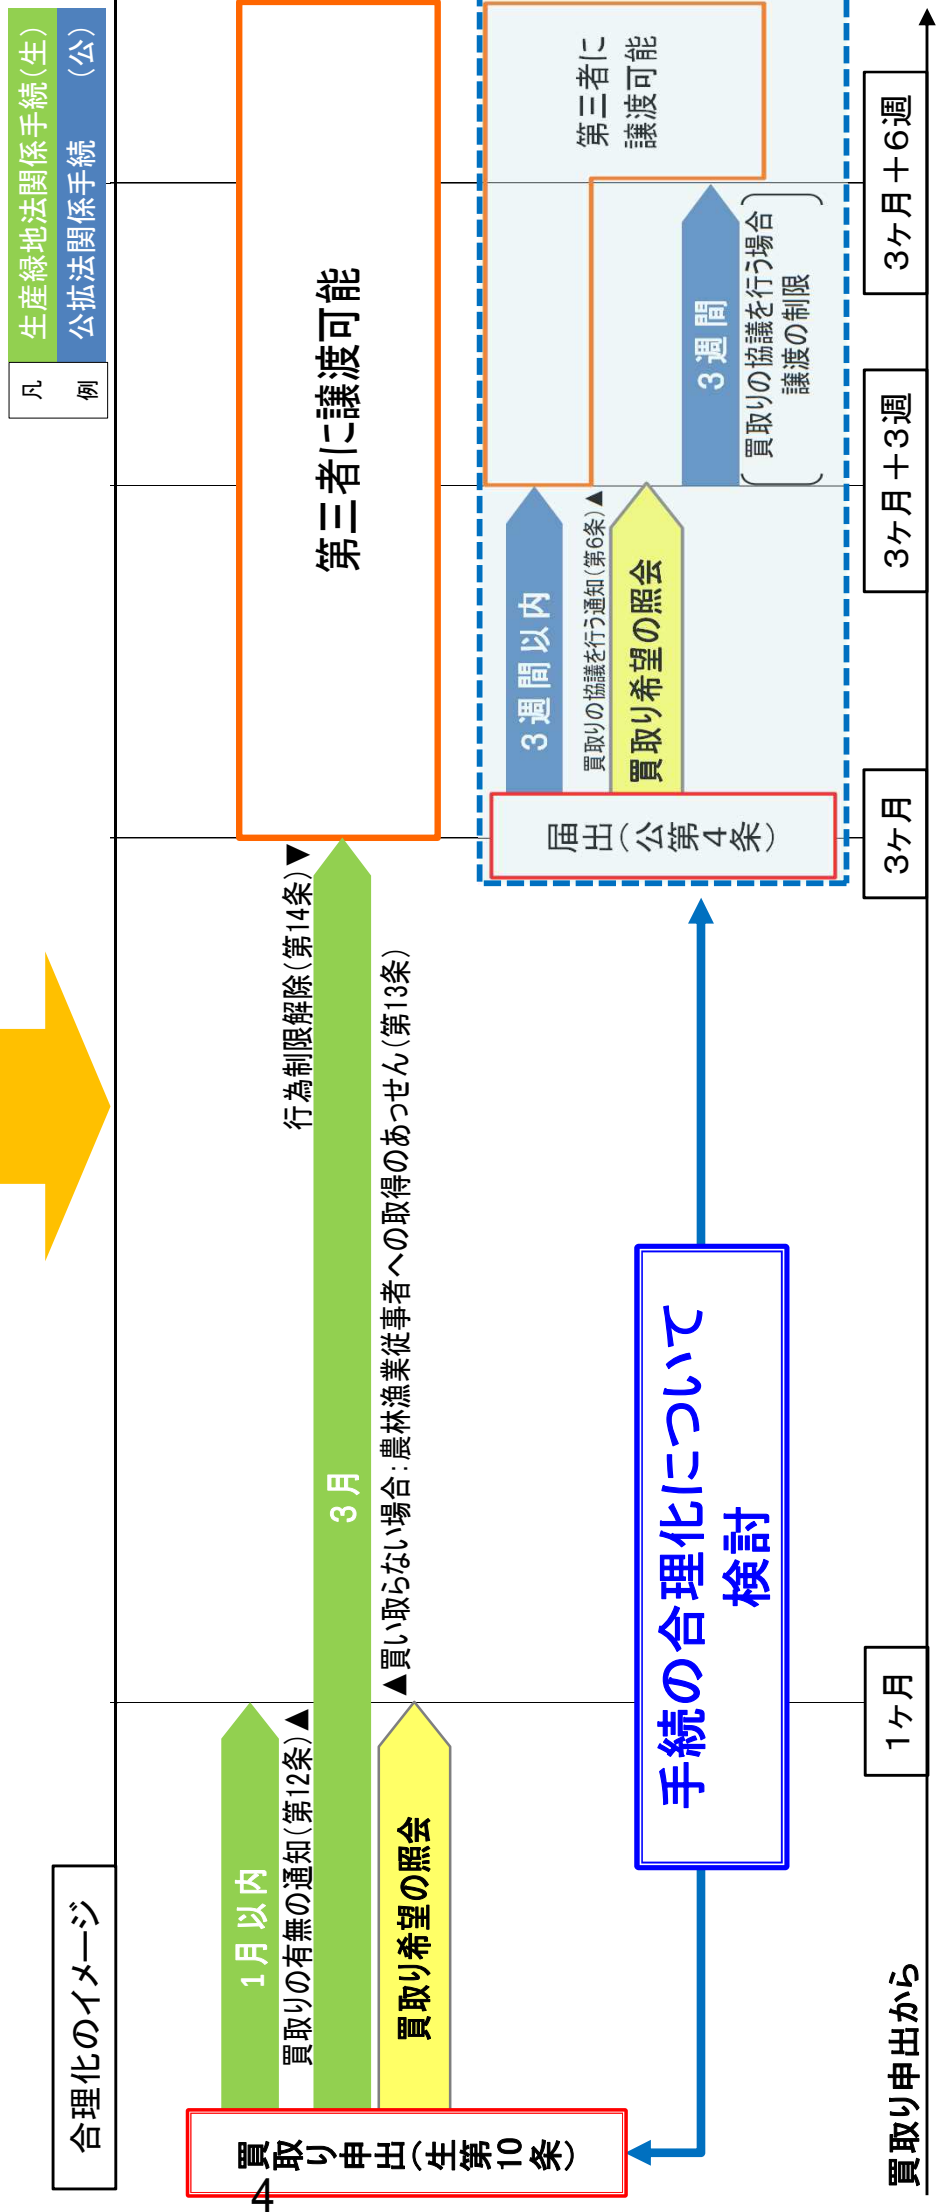 合理化のイメージ
凡
例
生産緑地法関係手続(生)
公拡法関係手続 (公)
買取り申出(生第10条)
1月以内
買取りの有無の通知(第12条)▲
3月
行為制限解除(第14条)▼
買取り希望の照会
▲買い取らない場合:農林漁業従事者への取得のあっせん(第13条)
第三者に譲渡可能
手続の合理化について
検討
届出(公第4条)
3週間以内
買取りの協議を行う通知(第6条)▲
買取り希望の照会
3週間
買取りの協議を行う場合
譲渡の制限
第三者に
譲渡可能
買取り申出から
1ヶ月
3ヶ月
3ヶ月+3週
3ヶ月+6週
4